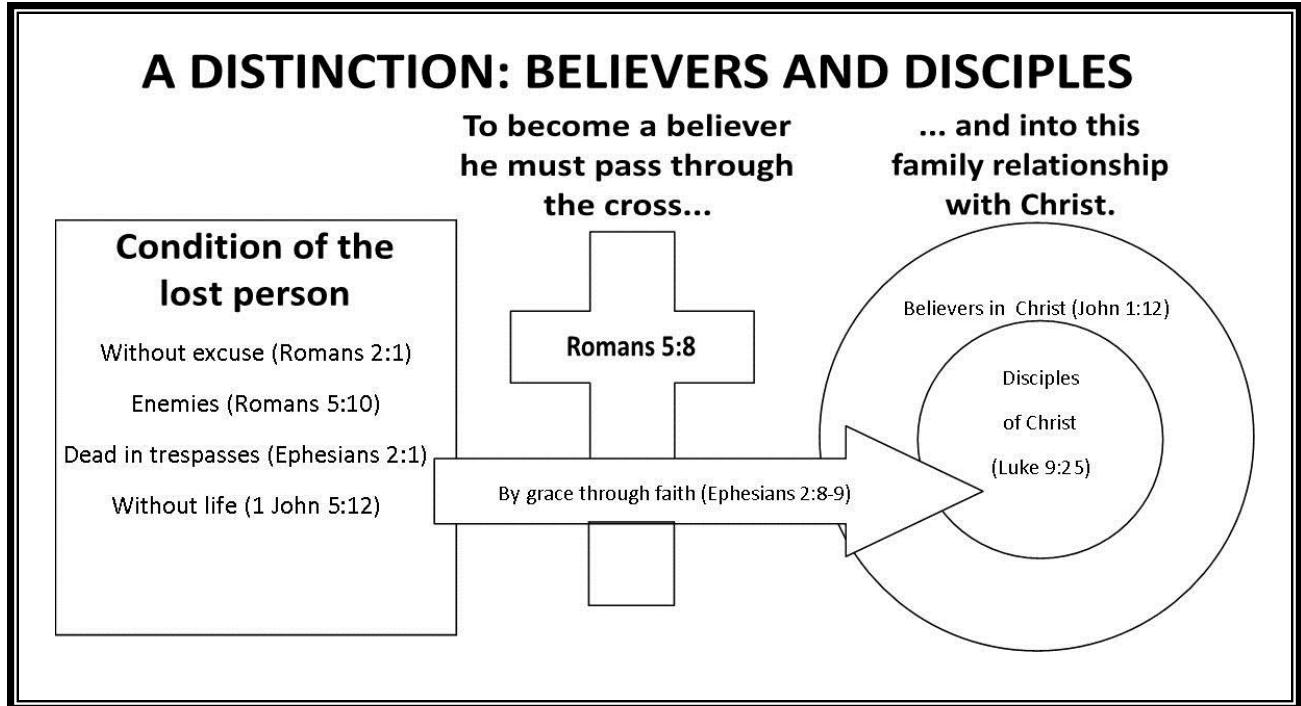 A DISTINCTION: BELIEVERS AND DISCIPLES
To become a believer
he must pass through
the cross...
... and into this
family relationship
with Christ.
Condition of the
lost person
Without excuse (Romans 2:1)
Enemies (Romans 5:10)
Dead in trespasses (Ephesians 2:1)
Without life (1 John 5:12)
Romans 5:8
By grace through faith (Ephesians 2:8-9)
Believers in Christ (John 1:12)
Disciples
of Christ
(Luke 9:25)